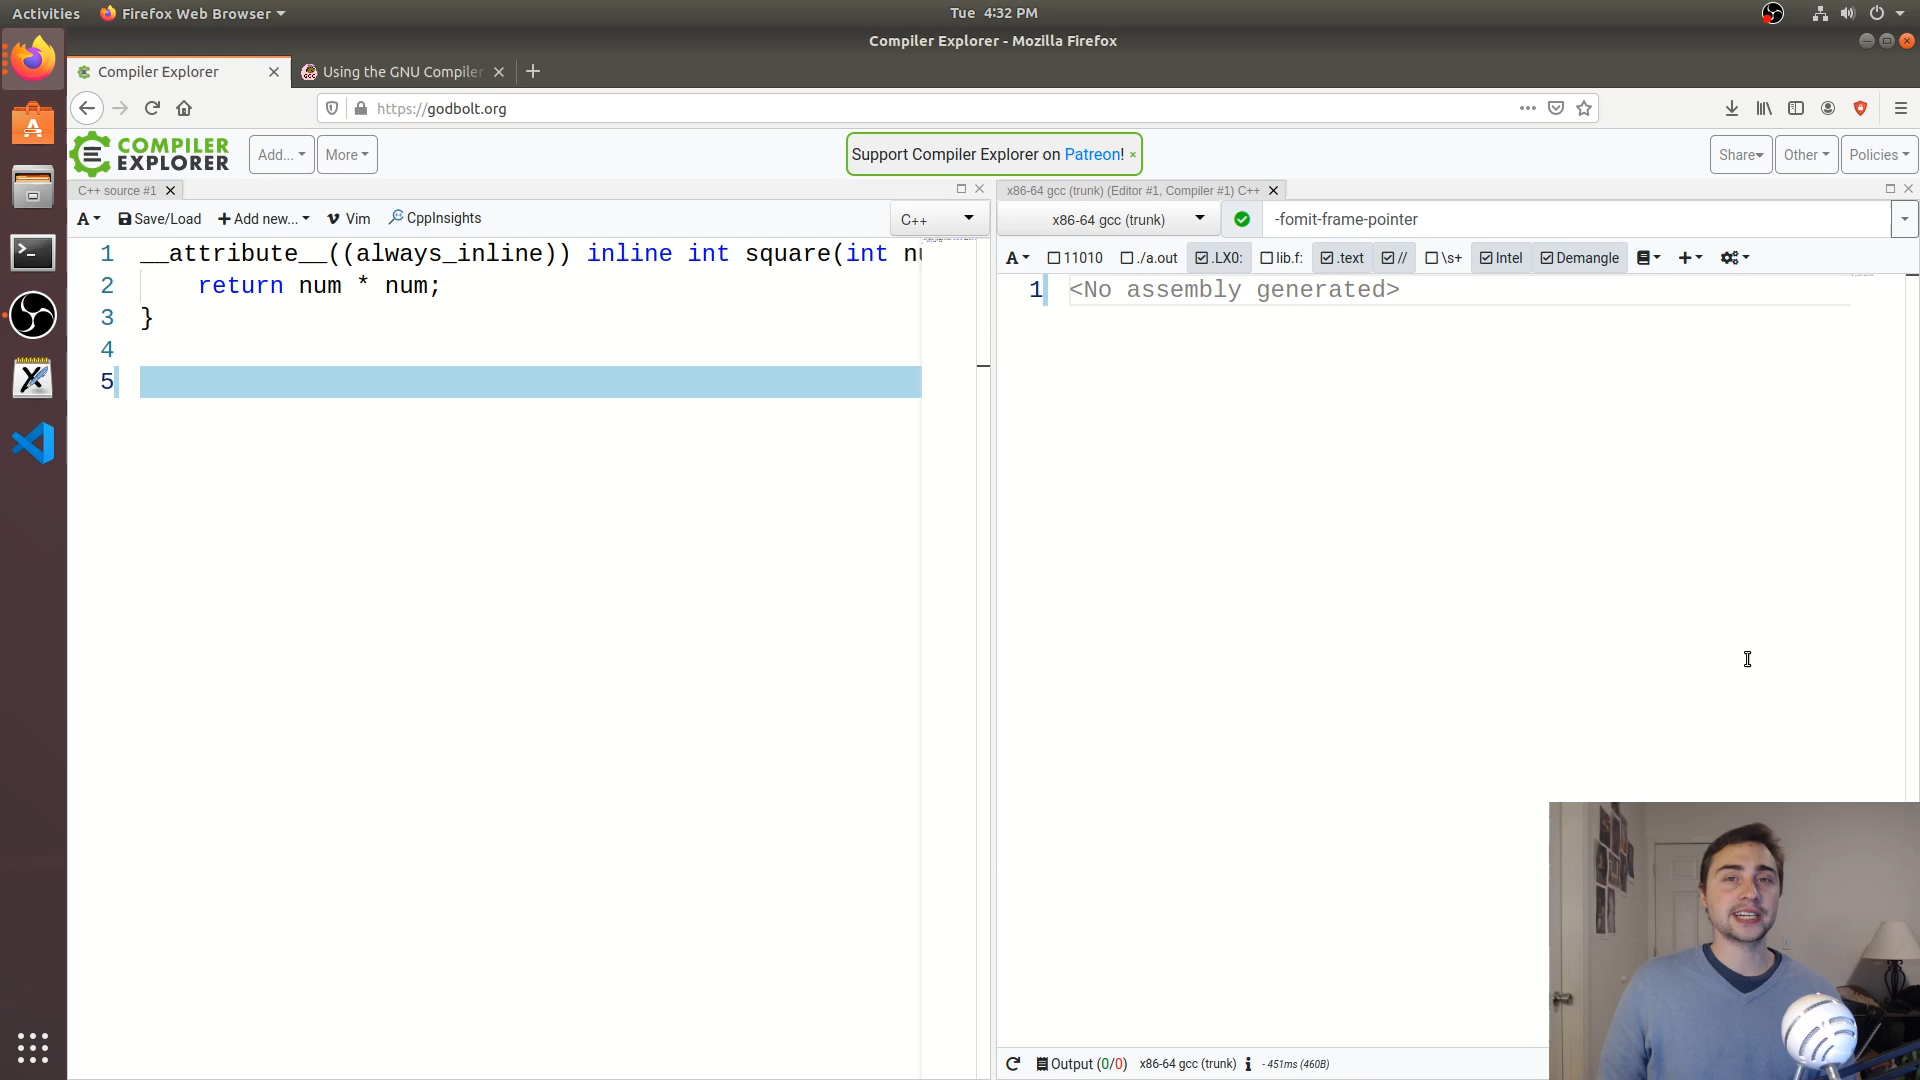 Activities
Firefox Web Browser
Tue 4:32 PM
Compiler Explorer - Mozilla Firefox
Compiler Explorer
Using the GNU Compiler
https://godbolt.org
COMPILER
EXPLORER
Add...
More
Support Compiler Explorer on Patreon! ×
Share
Other
Policies
C++ source #1
x86-64 gcc (trunk) (Editor #1, Compiler #1) C++
A
Save/Load
Add new...
Vim
CppInsights
C++
x86-64 gcc (trunk)
-fomit-frame-pointer
A
11010
./a.out
.LX0:
lib.f:
.text
//
\s+
Intel
Demangle
1 __attribute__((always_inline)) inline int square(int
2 return num * num;
3 }
4
5
1 <No assembly generated>
Output (0/0) x86-64 gcc (trunk) i - 451ms (460B)